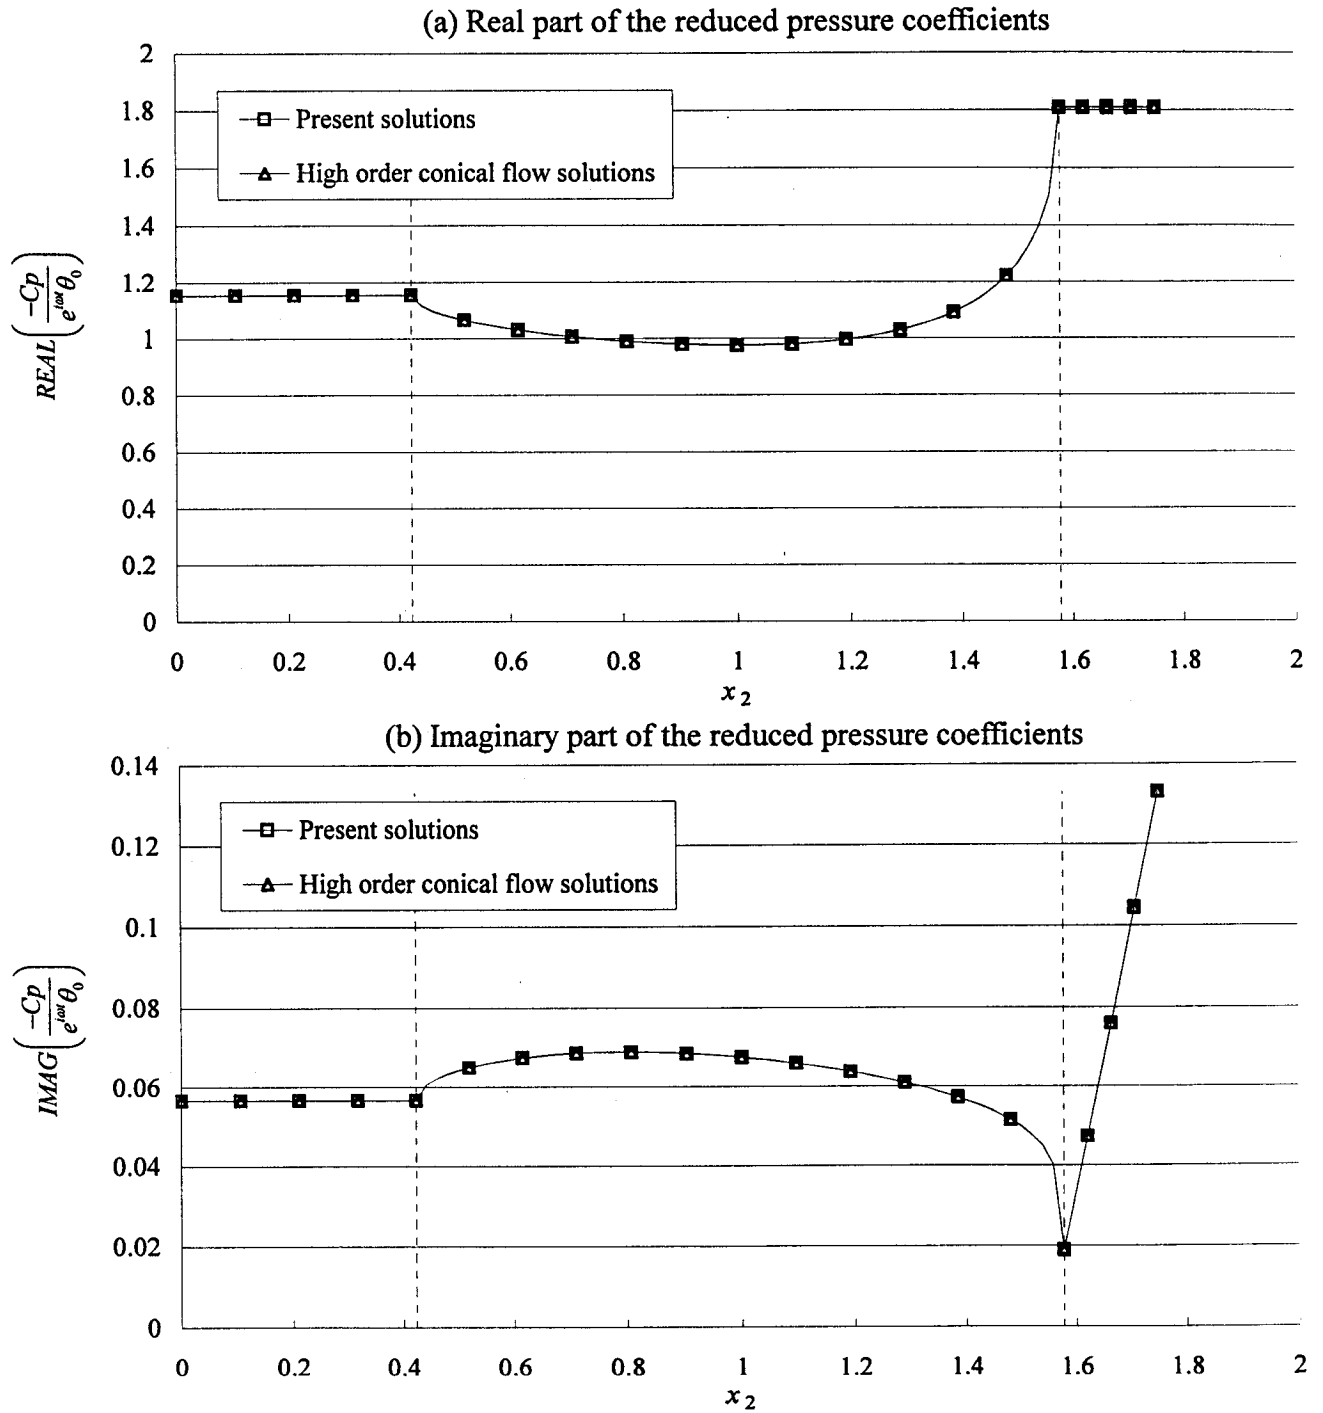 (a) Real part of the reduced pressure coefficients
2
1.8
1.6
1.4
1.2
1
0.8
0.6
0.4
0.2
0
Present solutions
High order conical flow solutions
REAL(−Cp / e^{iωt}θ₀)
0 0.2 0.4 0.6 0.8 1 1.2 1.4 1.6 1.8 2
x₂
(b) Imaginary part of the reduced pressure coefficients
0.14
0.12
0.1
0.08
0.06
0.04
0.02
0
Present solutions
High order conical flow solutions
IMAG(−Cp / e^{iωt}θ₀)
0 0.2 0.4 0.6 0.8 1 1.2 1.4 1.6 1.8 2
x₂